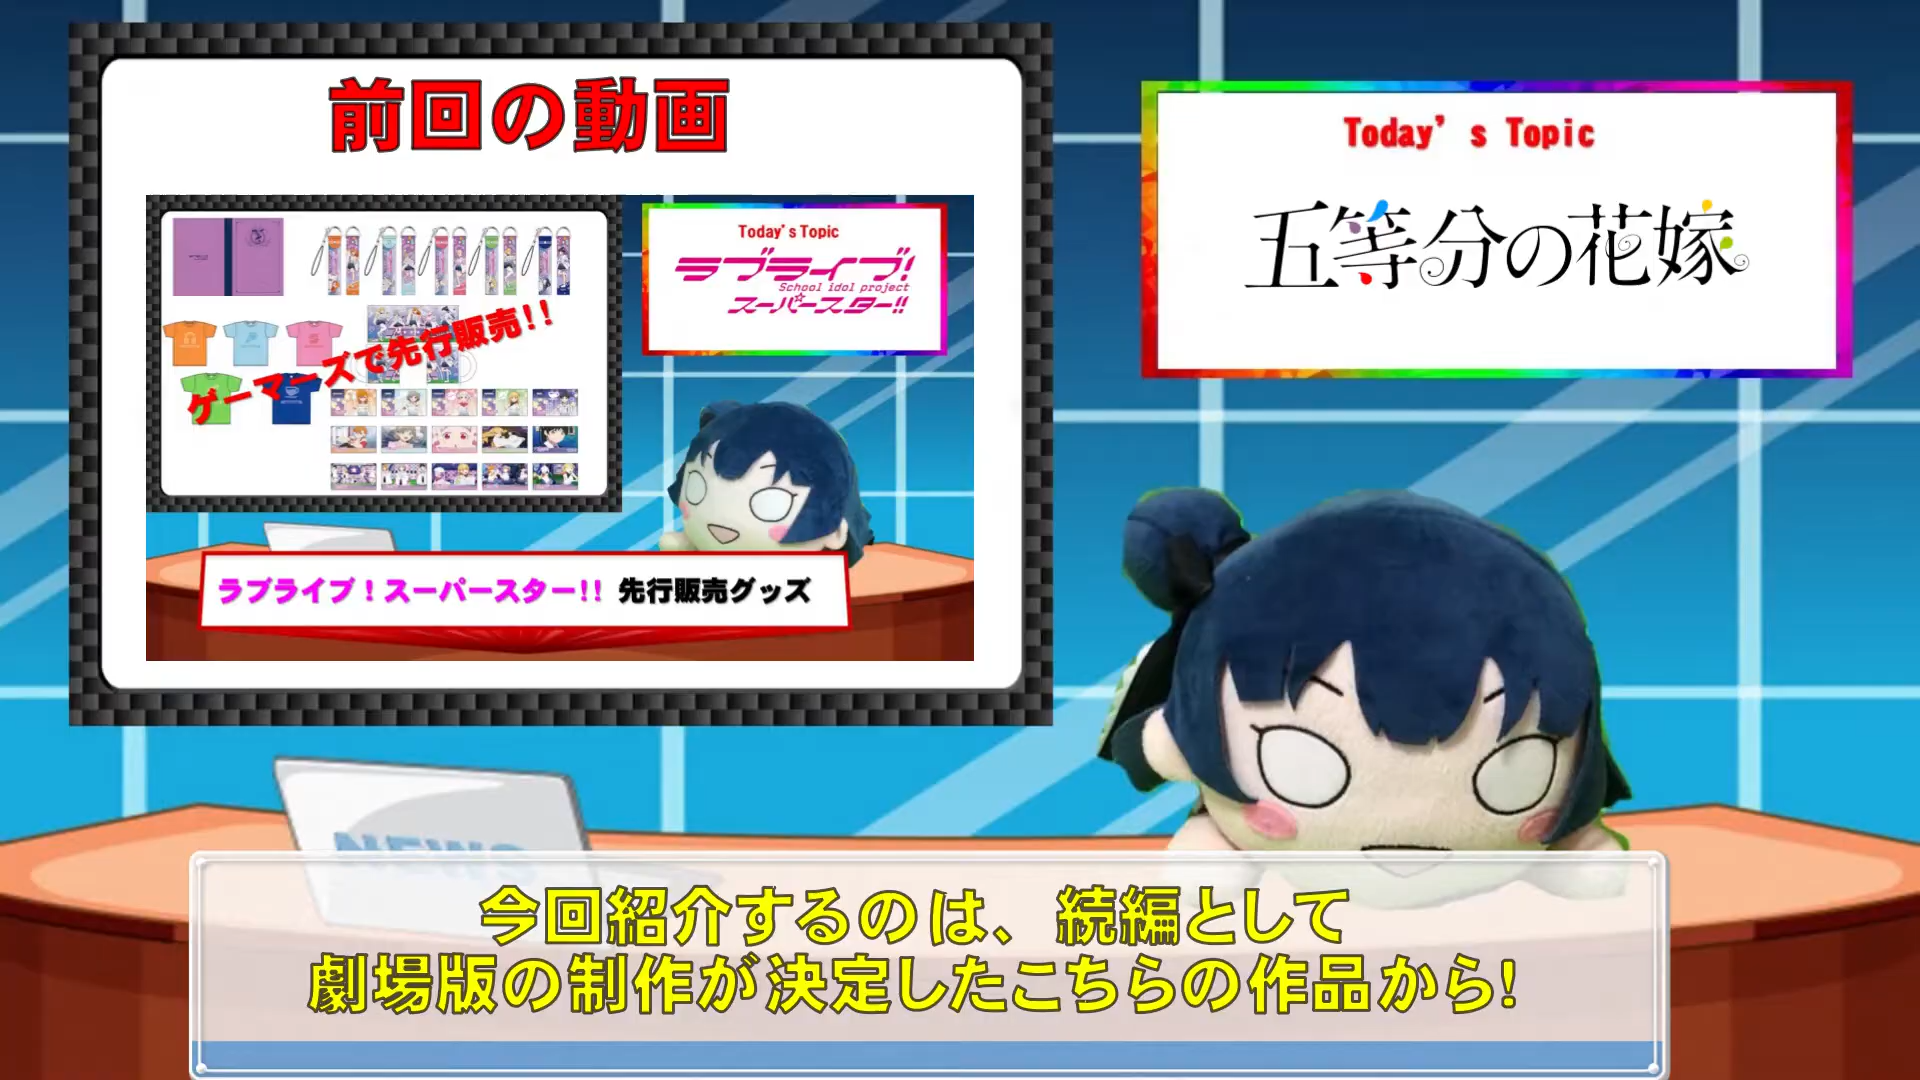 前回の動画
ゲーマーズで先行販売!!
Today's Topic
ラブライブ!
School idol project
スーパースター!!
ラブライブ！スーパースター!! 先行販売グッズ
Today's Topic
五等分の花嫁
NEWS
今回紹介するのは、続編として
劇場版の制作が決定したこちらの作品から!